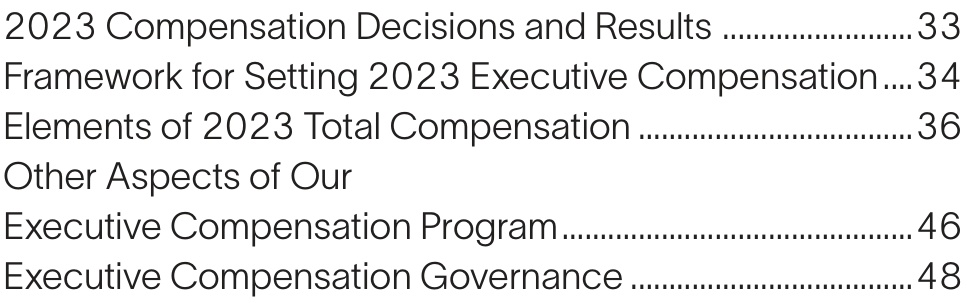 2023 Compensation Decisions and Results .........................33
Framework for Setting 2023 Executive Compensation....34
Elements of 2023 Total Compensation ....................................36
Other Aspects of Our
Executive Compensation Program..............................................46
Executive Compensation Governance .....................................48